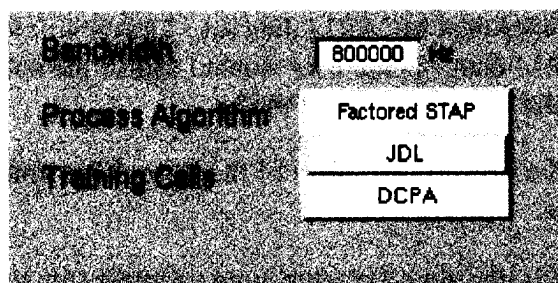 Bandwidth 800000 Hz
Process Algorithm Factored STAP
JDL
Training Cells
DCPA